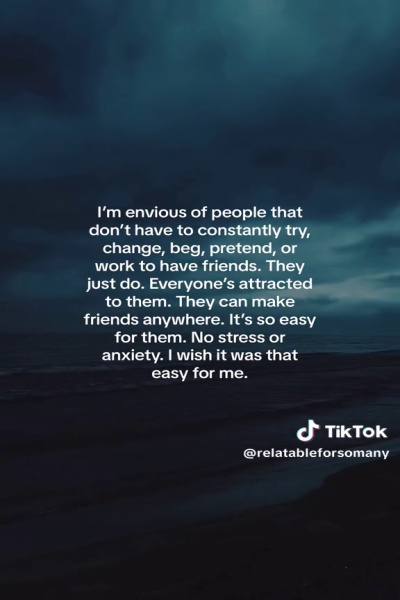 I'm envious of people that
don't have to constantly try,
change, beg, pretend, or
work to have friends. They
just do. Everyone's attracted
to them. They can make
friends anywhere. It's so easy
for them. No stress or
anxiety. I wish it was that
easy for me.
TikTok
@relatableforsomany